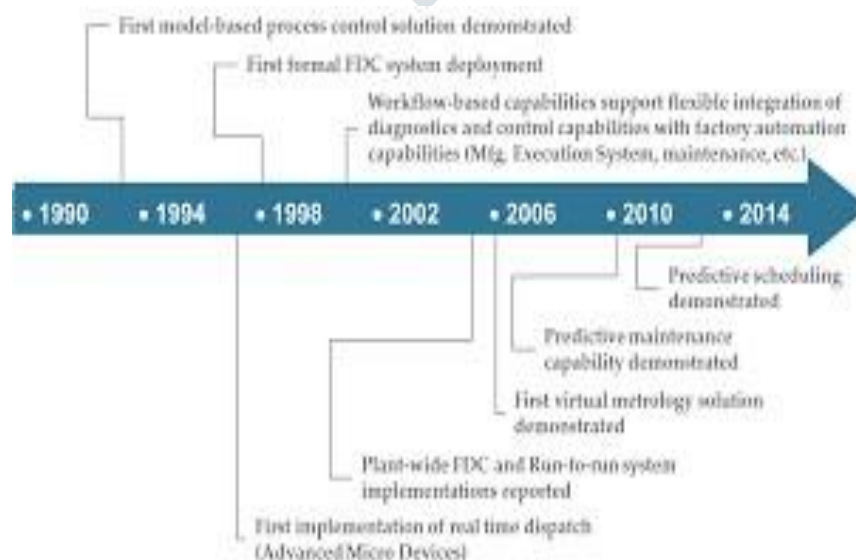 First model-based process control solution demonstrated
First formal FDC system deployment
Workflow-based capabilities support flexible integration of
diagnostics and control capabilities with factory automation
capabilities (Mfg. Execution System, maintenance, etc.)
• 1990 • 1994 • 1998 • 2002 • 2006 • 2010 • 2014
Predictive scheduling
demonstrated
Predictive maintenance
capability demonstrated
First virtual metrology solution
demonstrated
Plant-wide FDC and Run-to-run system
implementations reported
First implementation of real time dispatch
(Advanced Micro Devices)